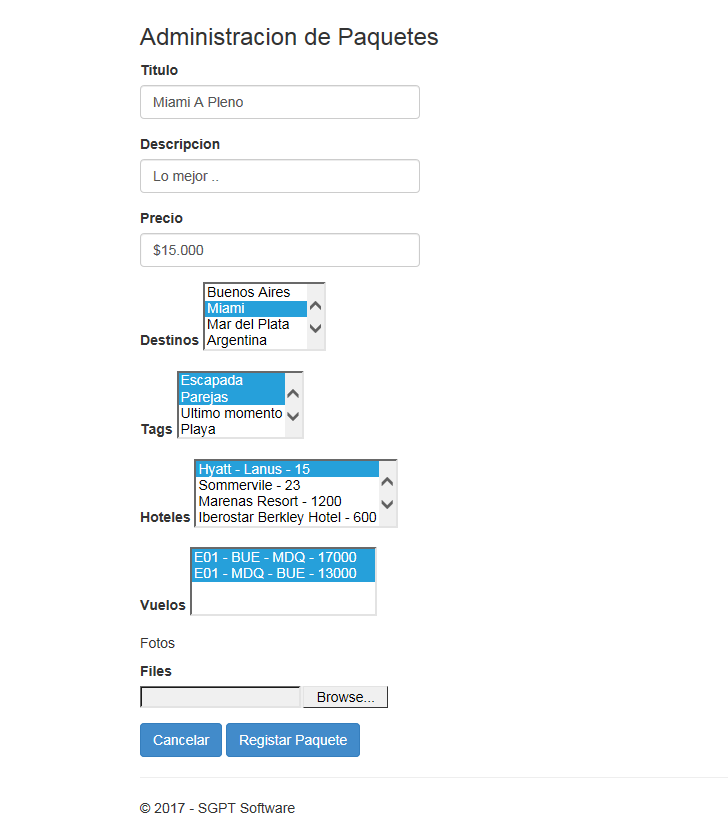 Administracion de Paquetes
Titulo
Miami A Pleno
Descripcion
Lo mejor ..
Precio
$15.000
Destinos
Buenos Aires
Miami
Mar del Plata
Argentina
Tags
Escapada
Parejas
Ultimo momento
Playa
Hoteles
Hyatt - Lanus - 15
Sommervile - 23
Marenas Resort - 1200
Iberostar Berkley Hotel - 600
Vuelos
E01 - BUE - MDQ - 17000
E01 - MDQ - BUE - 13000
Fotos
Files
Browse...
Cancelar
Registar Paquete
© 2017 - SGPT Software